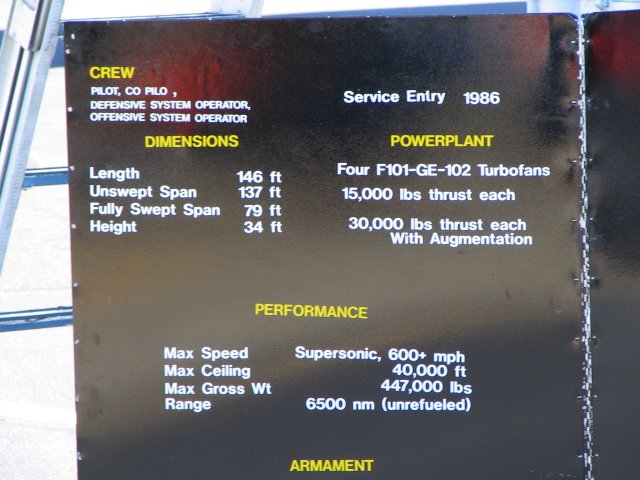 CREW
PILOT, CO PILO ,
DEFENSIVE SYSTEM OPERATOR,
OFFENSIVE SYSTEM OPERATOR
Service Entry 1986
DIMENSIONS
Length 146 ft
Unswept Span 137 ft
Fully Swept Span 79 ft
Height 34 ft
POWERPLANT
Four F101-GE-102 Turbofans
15,000 lbs thrust each
30,000 lbs thrust each
With Augmentation
PERFORMANCE
Max Speed Supersonic, 600+ mph
Max Ceiling 40,000 ft
Max Gross Wt 447,000 lbs
Range 6500 nm (unrefueled)
ARMAMENT